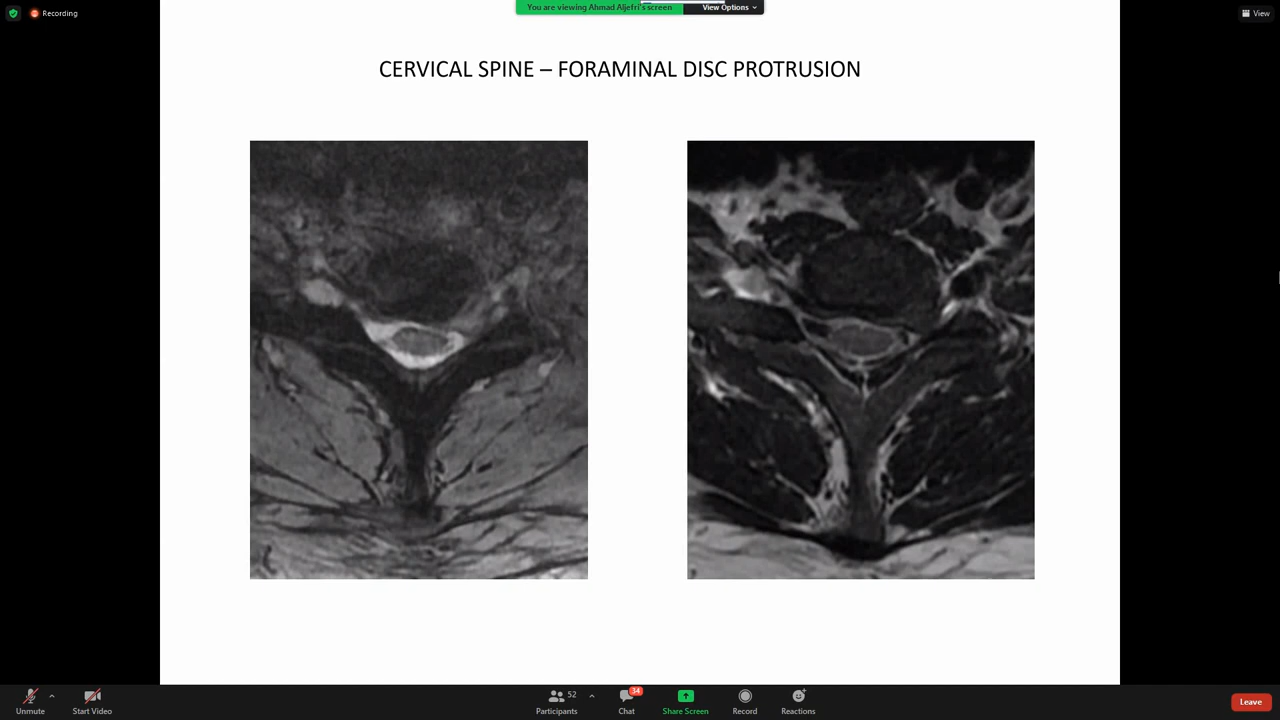 Recording
You are viewing Ahmad Aljefri's screen
View Options
View
CERVICAL SPINE – FORAMINAL DISC PROTRUSION
Unmute
Start Video
52
Participants
34
Chat
Share Screen
Record
Reactions
Leave